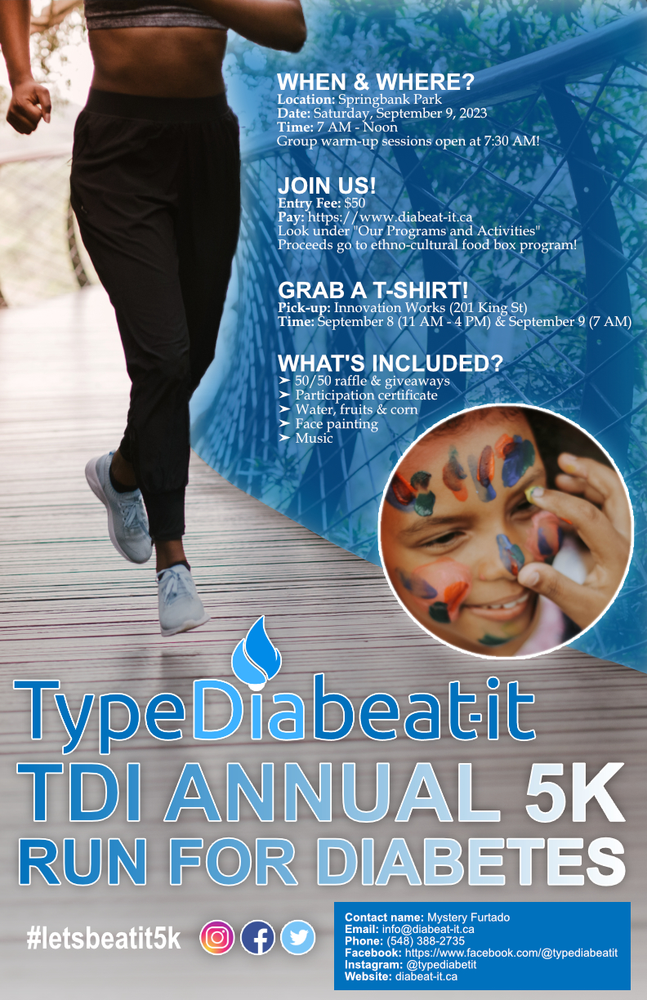 WHEN & WHERE?
Location: Springbank Park
Date: Saturday, September 9, 2023
Time: 7 AM - Noon
Group warm-up sessions open at 7:30 AM!
JOIN US!
Entry Fee: $50
Pay: https://www.diabeat-it.ca
Look under "Our Programs and Activities"
Proceeds go to ethno-cultural food box program!
GRAB A T-SHIRT!
Pick-up: Innovation Works (201 King St)
Time: September 8 (11 AM - 4 PM) & September 9 (7 AM)
WHAT'S INCLUDED?
➤ 50/50 raffle & giveaways
➤ Participation certificate
➤ Water, fruits & corn
➤ Face painting
➤ Music
TypeDiabeat-it
TDI ANNUAL 5K
RUN FOR DIABETES
#letsbeatit5k
Contact name: Mystery Furtado
Email: info@diabeat-it.ca
Phone: (548) 388-2735
Facebook: https://www.facebook.com/@typediabeatit
Instagram: @typediabetit
Website: diabeat-it.ca